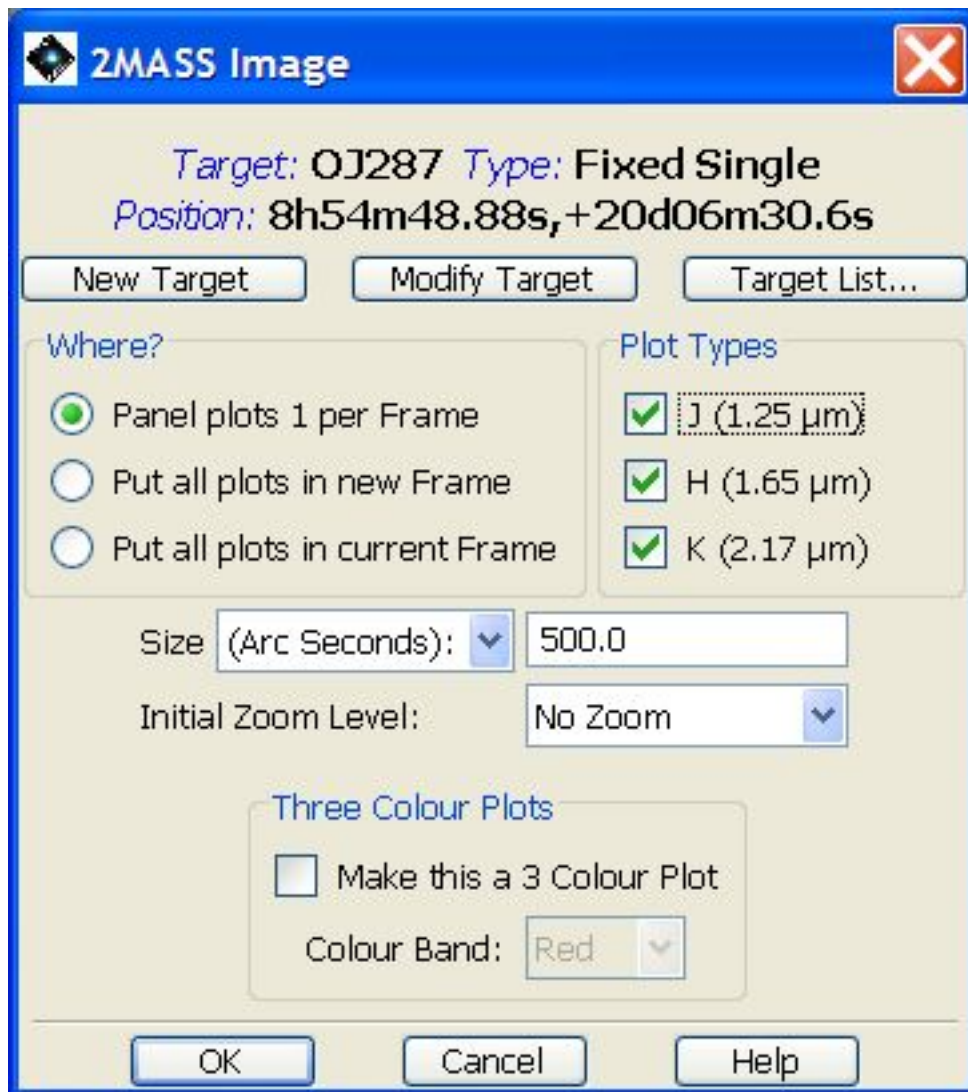 2MASS Image
Target: OJ287 Type: Fixed Single
Position: 8h54m48.88s,+20d06m30.6s
New Target Modify Target Target List...
Where? Plot Types
Panel plots 1 per Frame J (1.25 µm)
Put all plots in new Frame H (1.65 µm)
Put all plots in current Frame K (2.17 µm)
Size (Arc Seconds): 500.0
Initial Zoom Level: No Zoom
Three Colour Plots
Make this a 3 Colour Plot
Colour Band: Red
OK Cancel Help